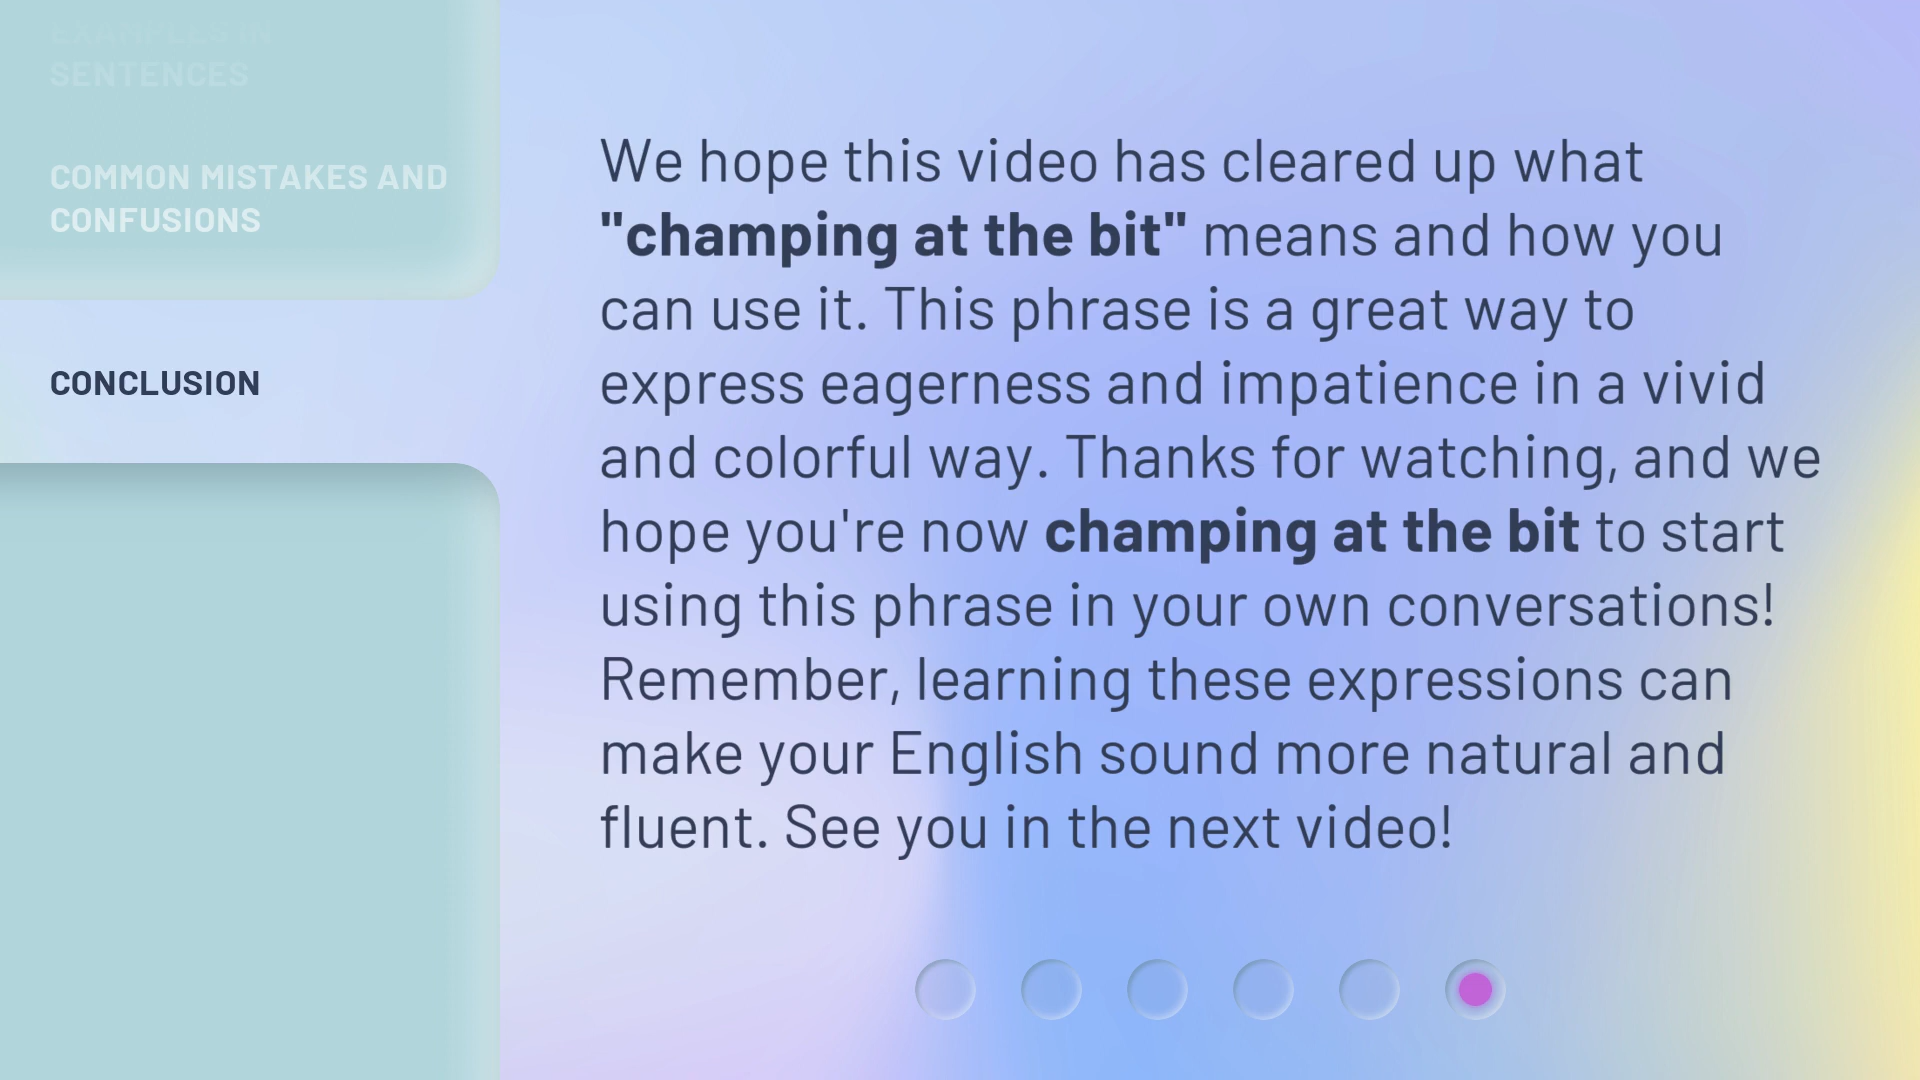 EXAMPLES IN
SENTENCES
COMMON MISTAKES AND
CONFUSIONS
CONCLUSION
We hope this video has cleared up what
"champing at the bit" means and how you
can use it. This phrase is a great way to
express eagerness and impatience in a vivid
and colorful way. Thanks for watching, and we
hope you're now champing at the bit to start
using this phrase in your own conversations!
Remember, learning these expressions can
make your English sound more natural and
fluent. See you in the next video!